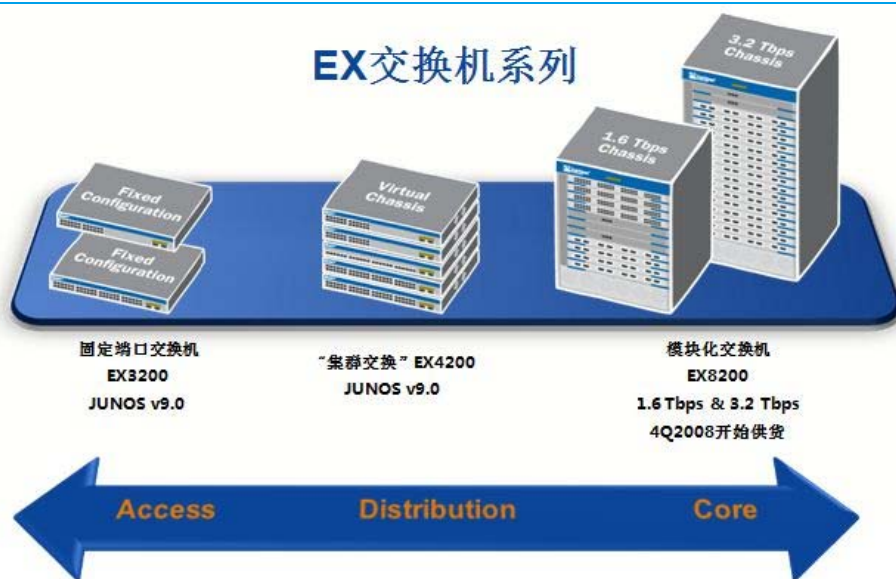 EX交换机系列
3.2 Tbps
Chassis
1.6 Tbps
Chassis
Virtual
Chassis
Fixed
Configuration
Fixed
Configuration
固定端口交换机
EX3200
JUNOS v9.0
“集群交换” EX4200
JUNOS v9.0
模块化交换机
EX8200
1.6 Tbps & 3.2 Tbps
4Q2008开始供货
Access
Distribution
Core